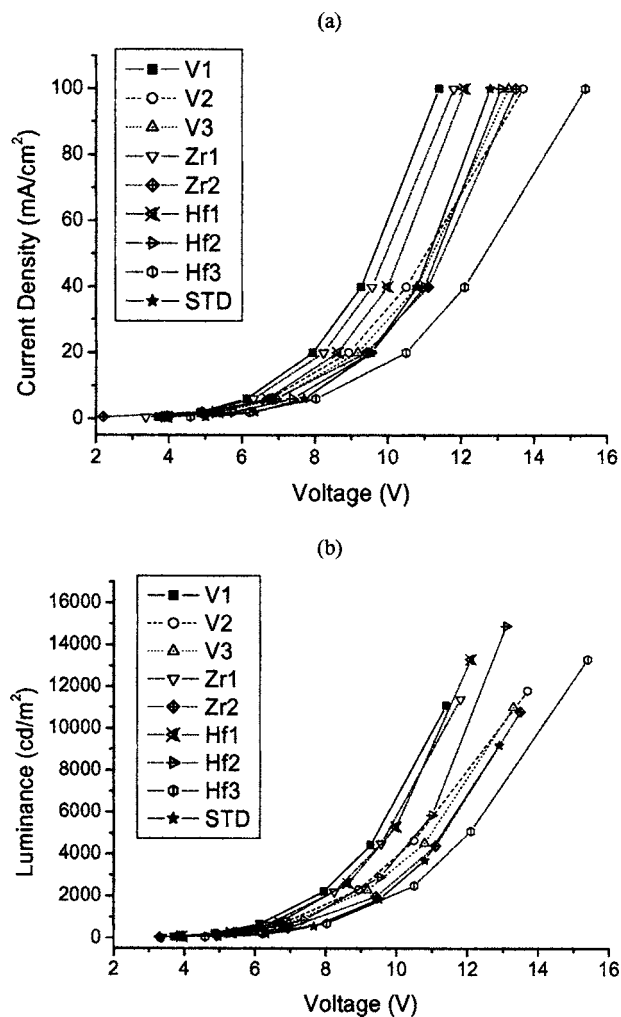 (a)
100
80
60
40
20
0
Current Density (mA/cm²)
V1
V2
V3
Zr1
Zr2
Hf1
Hf2
Hf3
STD
2 4 6 8 10 12 14 16
Voltage (V)
(b)
16000
14000
12000
10000
8000
6000
4000
2000
0
Luminance (cd/m²)
V1
V2
V3
Zr1
Zr2
Hf1
Hf2
Hf3
STD
2 4 6 8 10 12 14 16
Voltage (V)